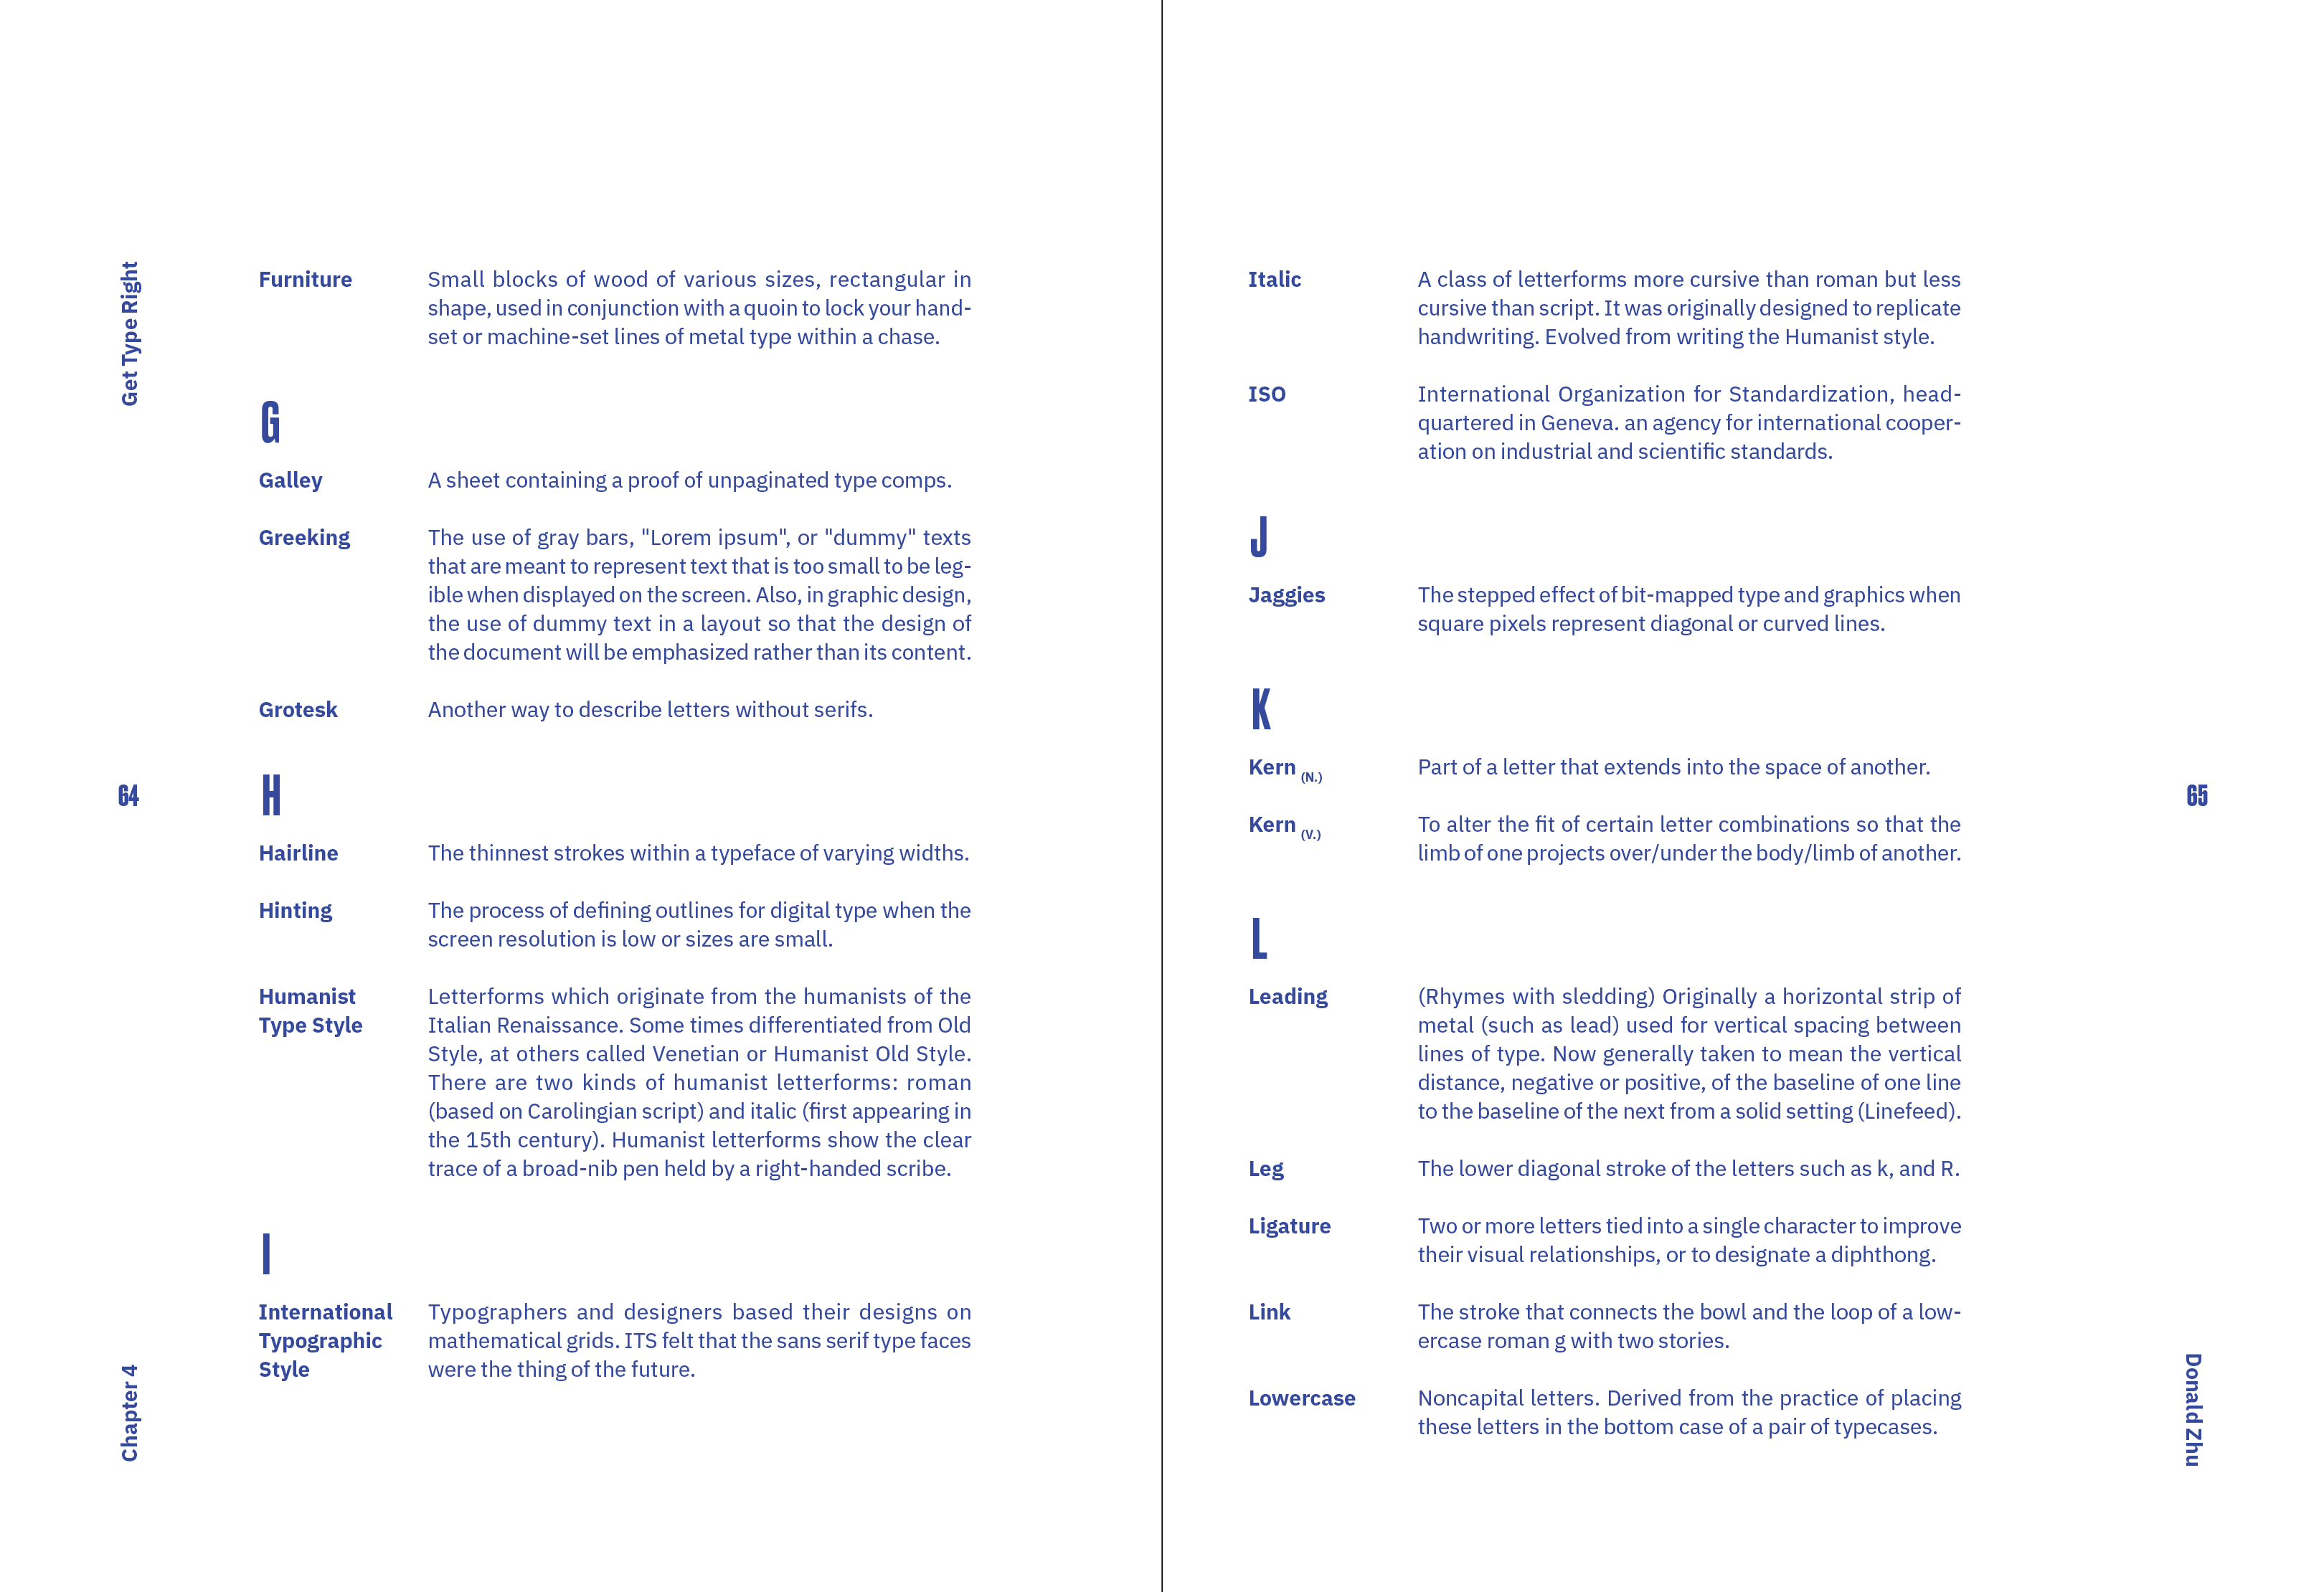 Get Type Right
Furniture
Small blocks of wood of various sizes, rectangular in
shape, used in conjunction with a quoin to lock your hand-
set or machine-set lines of metal type within a chase.
G
Galley
A sheet containing a proof of unpaginated type comps.
Greeking
The use of gray bars, "Lorem ipsum", or "dummy" texts
that are meant to represent text that is too small to be leg-
ible when displayed on the screen. Also, in graphic design,
the use of dummy text in a layout so that the design of
the document will be emphasized rather than its content.
Grotesk
Another way to describe letters without serifs.
64
H
Hairline
The thinnest strokes within a typeface of varying widths.
Hinting
The process of defining outlines for digital type when the
screen resolution is low or sizes are small.
Humanist
Type Style
Letterforms which originate from the humanists of the
Italian Renaissance. Some times differentiated from Old
Style, at others called Venetian or Humanist Old Style.
There are two kinds of humanist letterforms: roman
(based on Carolingian script) and italic (first appearing in
the 15th century). Humanist letterforms show the clear
trace of a broad-nib pen held by a right-handed scribe.
I
International
Typographic
Style
Typographers and designers based their designs on
mathematical grids. ITS felt that the sans serif type faces
were the thing of the future.
Chapter 4
Italic
A class of letterforms more cursive than roman but less
cursive than script. It was originally designed to replicate
handwriting. Evolved from writing the Humanist style.
ISO
International Organization for Standardization, head-
quartered in Geneva. an agency for international cooper-
ation on industrial and scientific standards.
J
Jaggies
The stepped effect of bit-mapped type and graphics when
square pixels represent diagonal or curved lines.
K
Kern (N.)
Part of a letter that extends into the space of another.
Kern (V.)
To alter the fit of certain letter combinations so that the
limb of one projects over/under the body/limb of another.
65
L
Leading
(Rhymes with sledding) Originally a horizontal strip of
metal (such as lead) used for vertical spacing between
lines of type. Now generally taken to mean the vertical
distance, negative or positive, of the baseline of one line
to the baseline of the next from a solid setting (Linefeed).
Leg
The lower diagonal stroke of the letters such as k, and R.
Ligature
Two or more letters tied into a single character to improve
their visual relationships, or to designate a diphthong.
Link
The stroke that connects the bowl and the loop of a low-
ercase roman g with two stories.
Lowercase
Noncapital letters. Derived from the practice of placing
these letters in the bottom case of a pair of typecases.
Donald Zhu